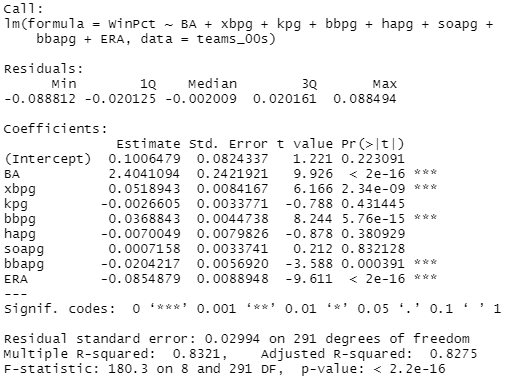 Call:
lm(formula = WinPct ~ BA + xbpg + kpg + bbpg + hapg + soapg +
bbapg + ERA, data = teams_00s)
Residuals:
Min 1Q Median 3Q Max
-0.088812 -0.020125 -0.002009 0.020161 0.088494
Coefficients:
Estimate Std. Error t value Pr(>|t|)
(Intercept) 0.1006479 0.0824337 1.221 0.223091
BA 2.4041094 0.2421921 9.926 < 2e-16 ***
xbpg 0.0518943 0.0084167 6.166 2.34e-09 ***
kpg -0.0026605 0.0033771 -0.788 0.431445
bbpg 0.0368843 0.0044738 8.244 5.76e-15 ***
hapg -0.0070049 0.0079826 -0.878 0.380929
soapg 0.0007158 0.0033741 0.212 0.832128
bbapg -0.0204217 0.0056920 -3.588 0.000391 ***
ERA -0.0854879 0.0088948 -9.611 < 2e-16 ***
---
Signif. codes: 0 ‘***’ 0.001 ‘**’ 0.01 ‘*’ 0.05 ‘.’ 0.1 ‘ ’ 1
Residual standard error: 0.02994 on 291 degrees of freedom
Multiple R-squared: 0.8321, Adjusted R-squared: 0.8275
F-statistic: 180.3 on 8 and 291 DF, p-value: < 2.2e-16